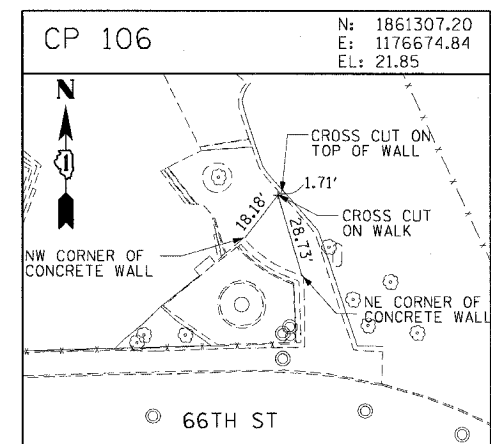 CP 106
N: 1861307.20
E: 1176674.84
EL: 21.85
N
1
CROSS CUT ON
TOP OF WALL
1.71'
18.18'
28.73'
CROSS CUT
ON WALK
NW CORNER OF
CONCRETE WALL
NE CORNER OF
CONCRETE WALL
66TH ST